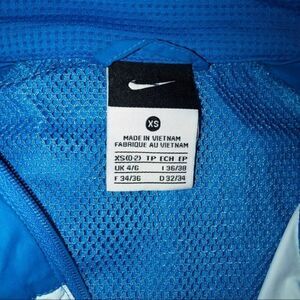 XS
MADE IN VIETNAM
FABRIQUE AU VIETNAM
XS(0-2) TP ECH EP
UK 4/6 I 36/38
F 34/36 D 32/34